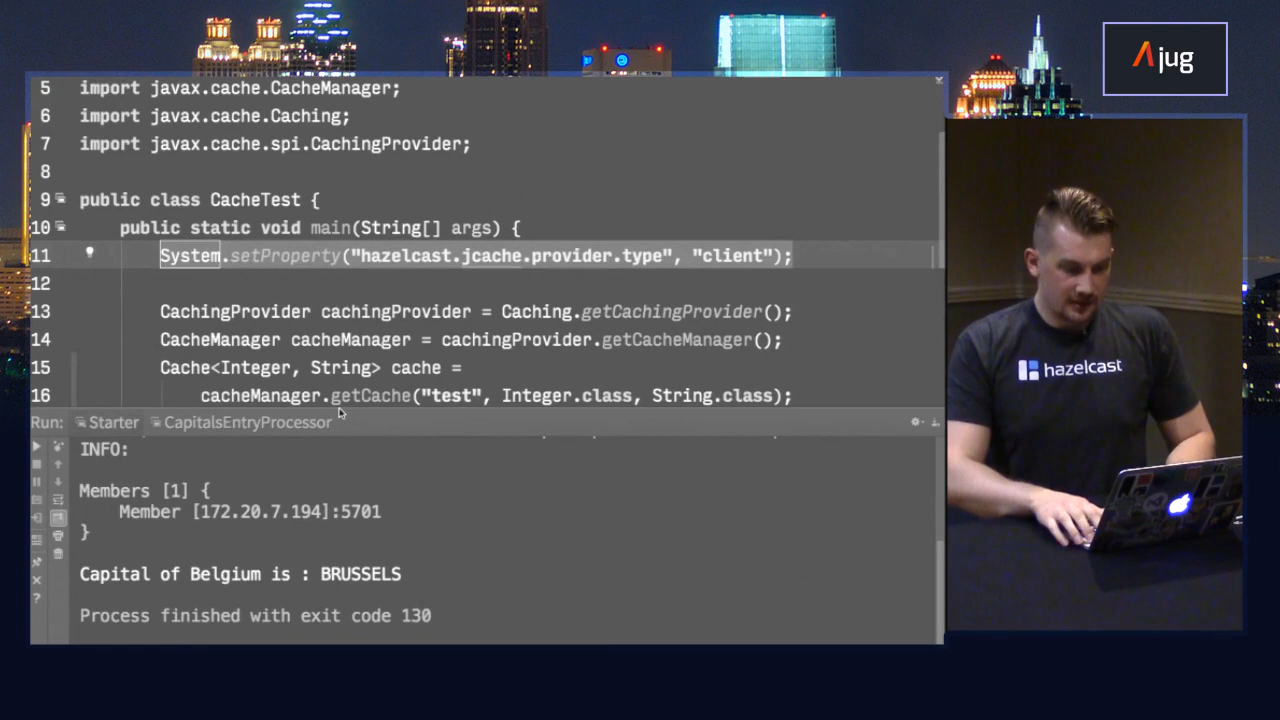 Ajug
5 import javax.cache.CacheManager;
6 import javax.cache.Caching;
7 import javax.cache.spi.CachingProvider;
8
9 public class CacheTest {
10 public static void main(String[] args) {
11 System.setProperty("hazelcast.jcache.provider.type", "client");
12
13 CachingProvider cachingProvider = Caching.getCachingProvider();
14 CacheManager cacheManager = cachingProvider.getCacheManager();
15 Cache<Integer, String> cache =
16 cacheManager.getCache("test", Integer.class, String.class);
Run: Starter CapitalsEntryProcessor
INFO:
Members [1] {
Member [172.20.7.194]:5701
}
Capital of Belgium is : BRUSSELS
Process finished with exit code 130
hazelcast